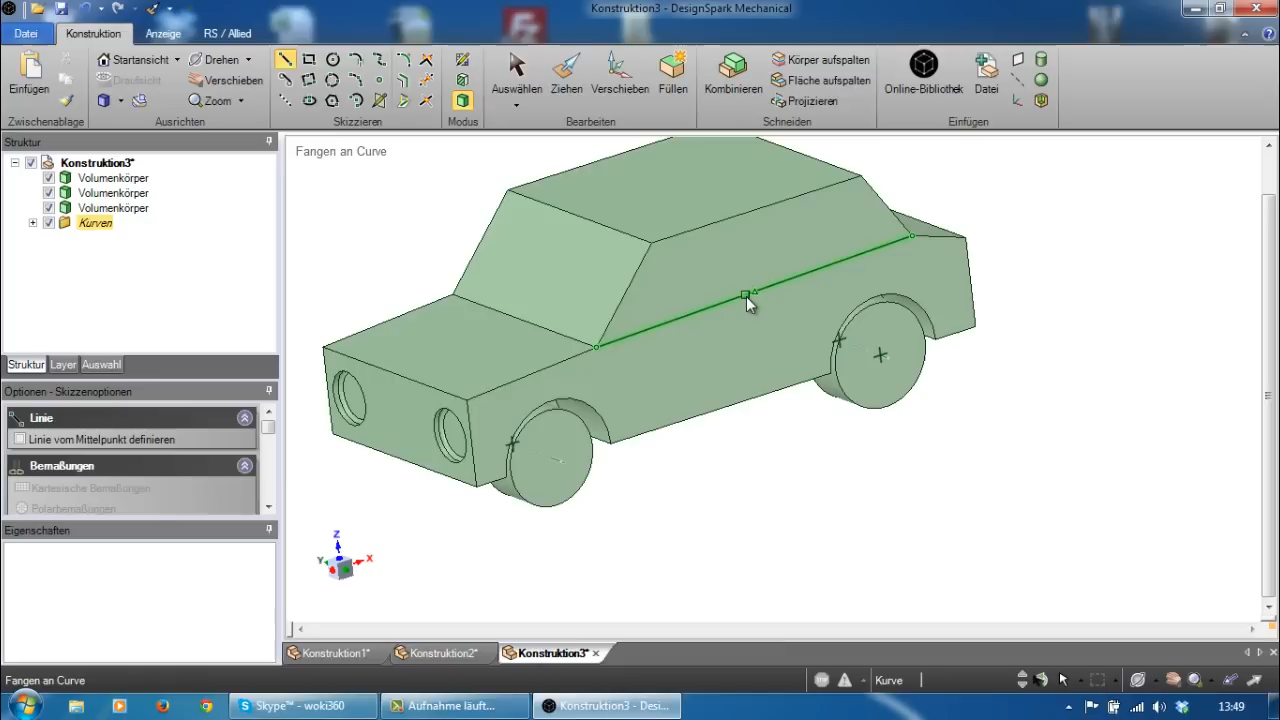 Konstruktion3 - DesignSpark Mechanical
Datei
Konstruktion
Anzeige
RS / Allied
Einfügen
Zwischenablage
Startansicht
Draufsicht
Drehen
Verschieben
Zoom
Ausrichten
Skizzieren
Modus
Auswählen
Ziehen
Verschieben
Füllen
Bearbeiten
Kombinieren
Körper aufspalten
Fläche aufspalten
Projizieren
Schneiden
Online-Bibliothek
Datei
Einfügen
Struktur
Konstruktion3*
Volumenkörper
Volumenkörper
Volumenkörper
Kurven
Struktur
Layer
Auswahl
Optionen - Skizzenoptionen
Linie
Linie vom Mittelpunkt definieren
Bemaßungen
Kartesische Bemaßungen
Polarbemaßungen
Eigenschaften
Fangen an Curve
Z
Y
X
Konstruktion1*
Konstruktion2*
Konstruktion3*
Fangen an Curve
Kurve
Skype™ - woki360
Aufnahme läuft...
Konstruktion3 - Desi...
13:49